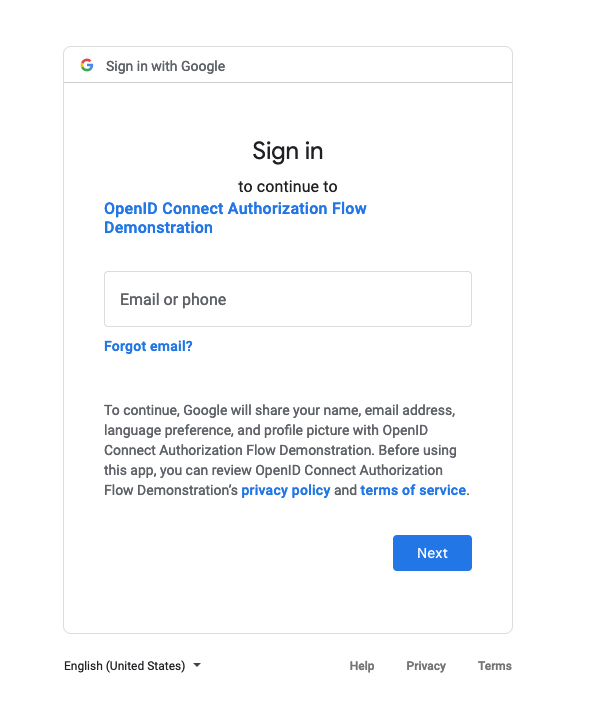 Sign in with Google
Sign in
to continue to
OpenID Connect Authorization Flow
Demonstration
Email or phone
Forgot email?
To continue, Google will share your name, email address,
language preference, and profile picture with OpenID
Connect Authorization Flow Demonstration. Before using
this app, you can review OpenID Connect Authorization
Flow Demonstration’s privacy policy and terms of service.
Next
English (United States)
Help
Privacy
Terms